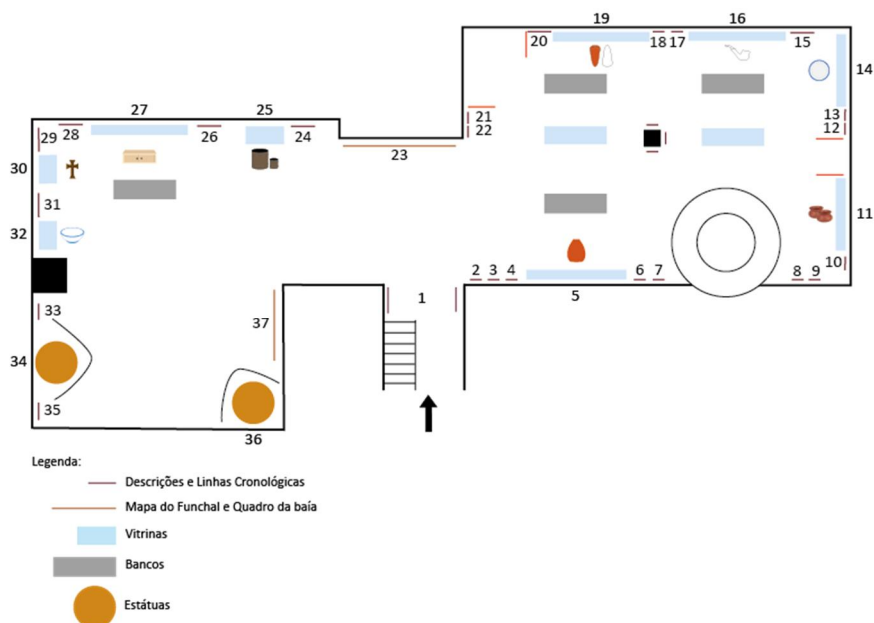 19 16
20 18 17 15
14
27 25
13
21
12
29 28 26 24 22
23
30
31 11
32
10
2 3 4 6 7 8 9
1 5
33
37
34
35
36
Legenda:
Descrições e Linhas Cronológicas
Mapa do Funchal e Quadro da baía
Vitrinas
Bancos
Estátuas